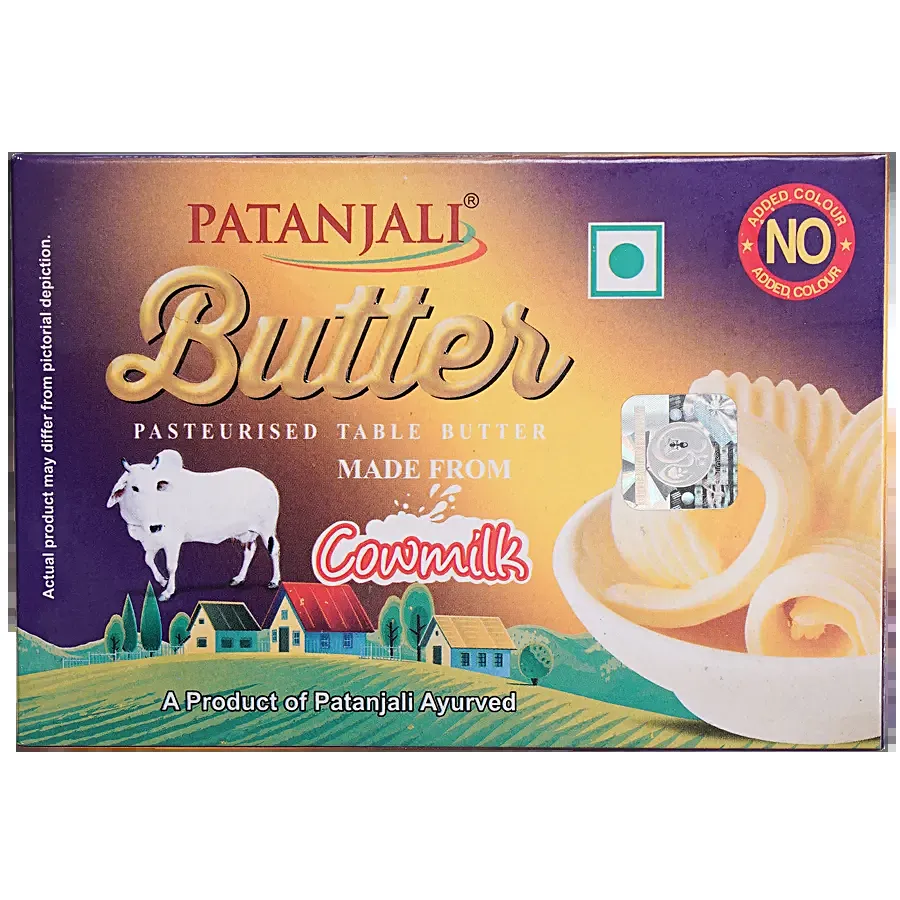 PATANJALI®
Butter
PASTEURISED TABLE BUTTER
MADE FROM
Cowmilk
A Product of Patanjali Ayurved
Actual product may differ from pictorial depiction.
ADDED COLOUR
NO
ADDED COLOUR